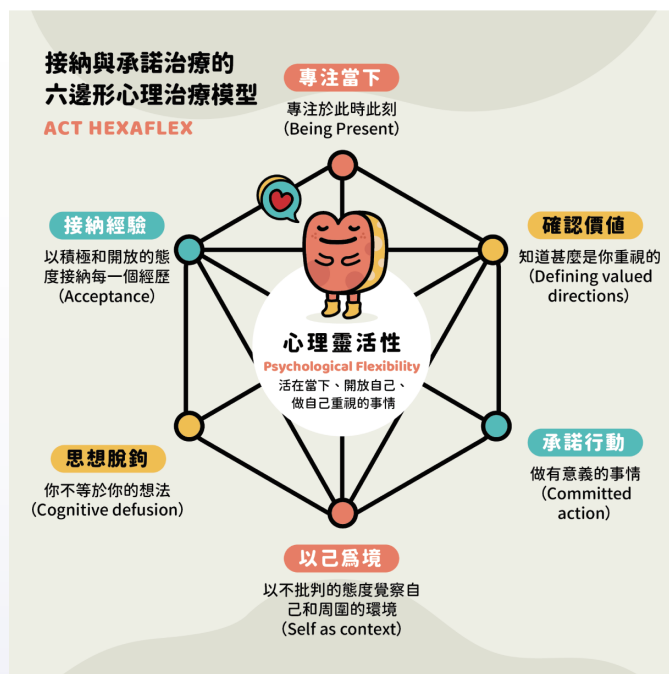 接納與承諾治療的
六邊形心理治療模型
ACT HEXAFLEX
專注當下
專注於此時此刻
(Being Present)
接納經驗
以積極和開放的態
度接納每一個經歷
(Acceptance)
確認價值
知道甚麼是你重視的
(Defining valued
directions)
心理靈活性
Psychological Flexibility
活在當下、開放自己、
做自己重視的事情
思想脫鈎
你不等於你的想法
(Cognitive defusion)
承諾行動
做有意義的事情
(Committed
action)
以己爲境
以不批判的態度覺察自
己和周圍的環境
(Self as context)